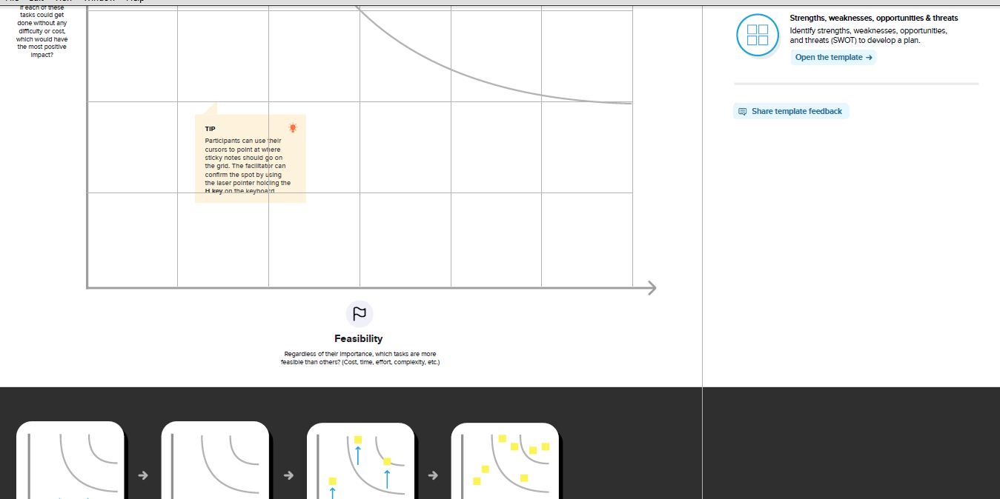 If each of these
tasks could get
done without any
difficulty or cost,
which would have
the most positive
impact?
TIP
Participants can use their
cursors to point at where
sticky notes should go on
the grid. The facilitator can
confirm the spot by using
the laser pointer holding the
H key on the keyboard
Feasibility
Regardless of their importance, which tasks are more
feasible than others? (Cost, time, effort, complexity, etc.)
Strengths, weaknesses, opportunities & threats
Identify strengths, weaknesses, opportunities,
and threats (SWOT) to develop a plan.
Open the template →
Share template feedback